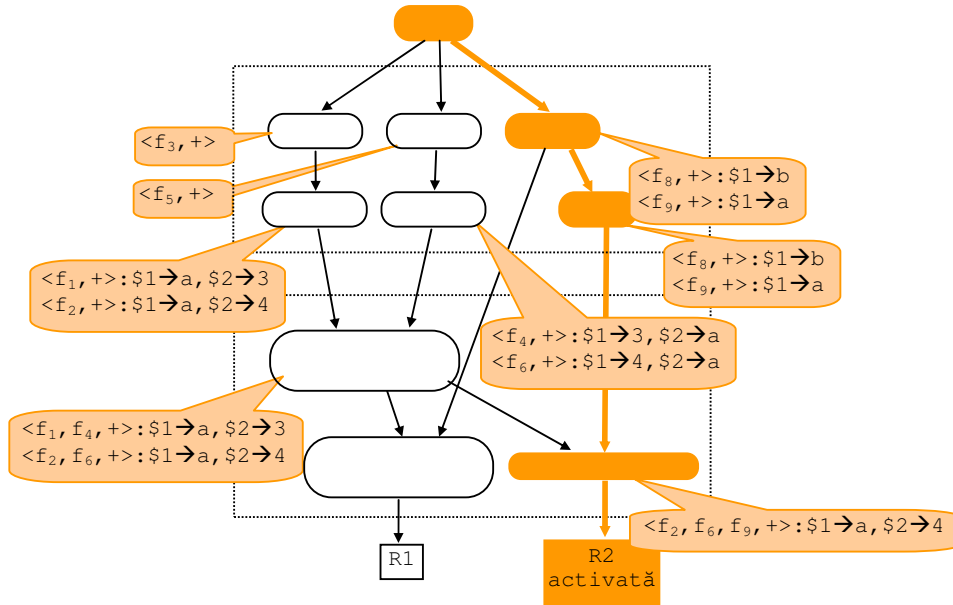 <f₃,+>
<f₈,+>:$1➔b
<f₉,+>:$1➔a
<f₅,+>
<f₈,+>:$1➔b
<f₉,+>:$1➔a
<f₁,+>:$1➔a,$2➔3
<f₂,+>:$1➔a,$2➔4
<f₄,+>:$1➔3,$2➔a
<f₆,+>:$1➔4,$2➔a
<f₁,f₄,+>:$1➔a,$2➔3
<f₂,f₆,+>:$1➔a,$2➔4
<f₂,f₆,f₉,+>:$1➔a,$2➔4
R1
R2
activată